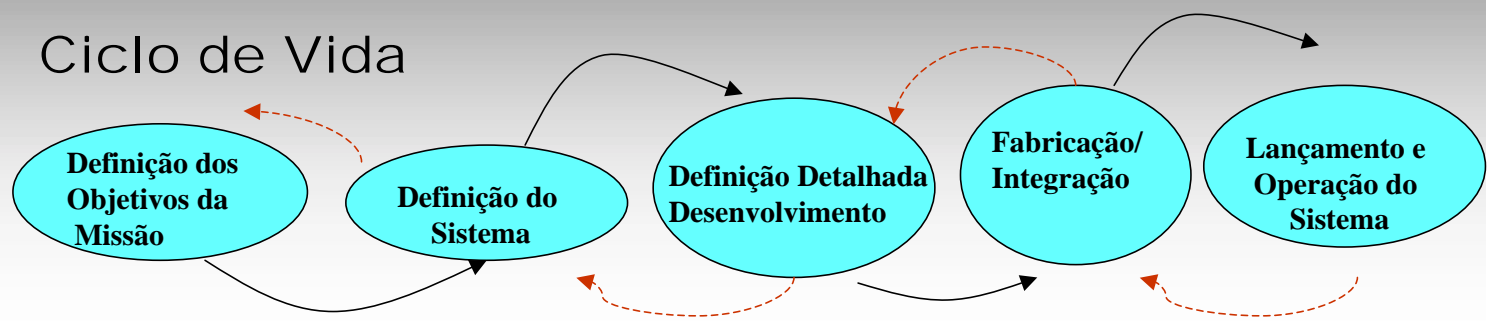 Ciclo de Vida
Definição dos
Objetivos da
Missão
Definição do
Sistema
Definição Detalhada
Desenvolvimento
Fabricação/
Integração
Lançamento e
Operação do
Sistema